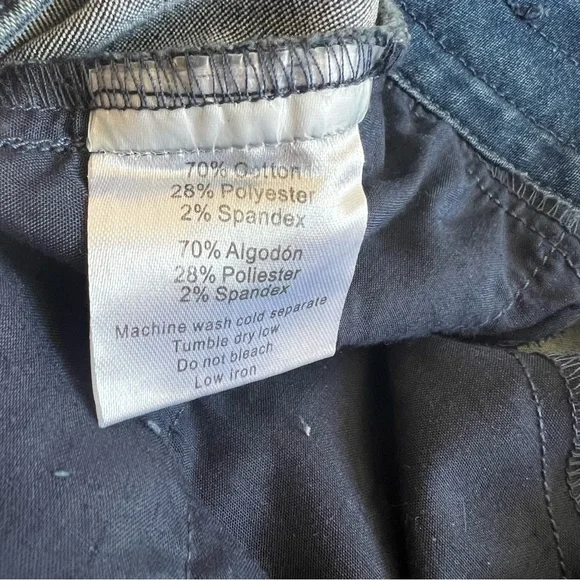 70% Cotton
28% Polyester
2% Spandex
70% Algodón
28% Poliester
2% Spandex
Machine wash cold separate
Tumble dry low
Do not bleach
Low iron